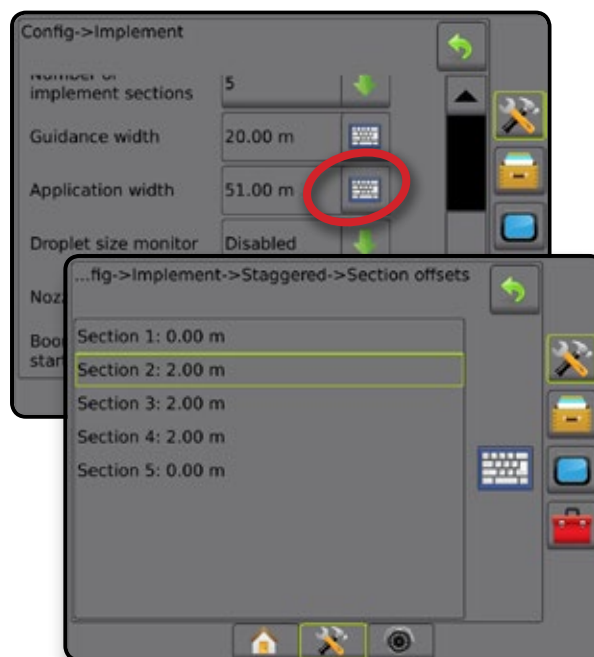 Config->Implement
Number of
implement sections
5
Guidance width
20.00 m
Application width
51.00 m
Droplet size monitor
Disabled
...fig->Implement->Staggered->Section offsets
Section 1: 0.00 m
Section 2: 2.00 m
Section 3: 2.00 m
Section 4: 2.00 m
Section 5: 0.00 m